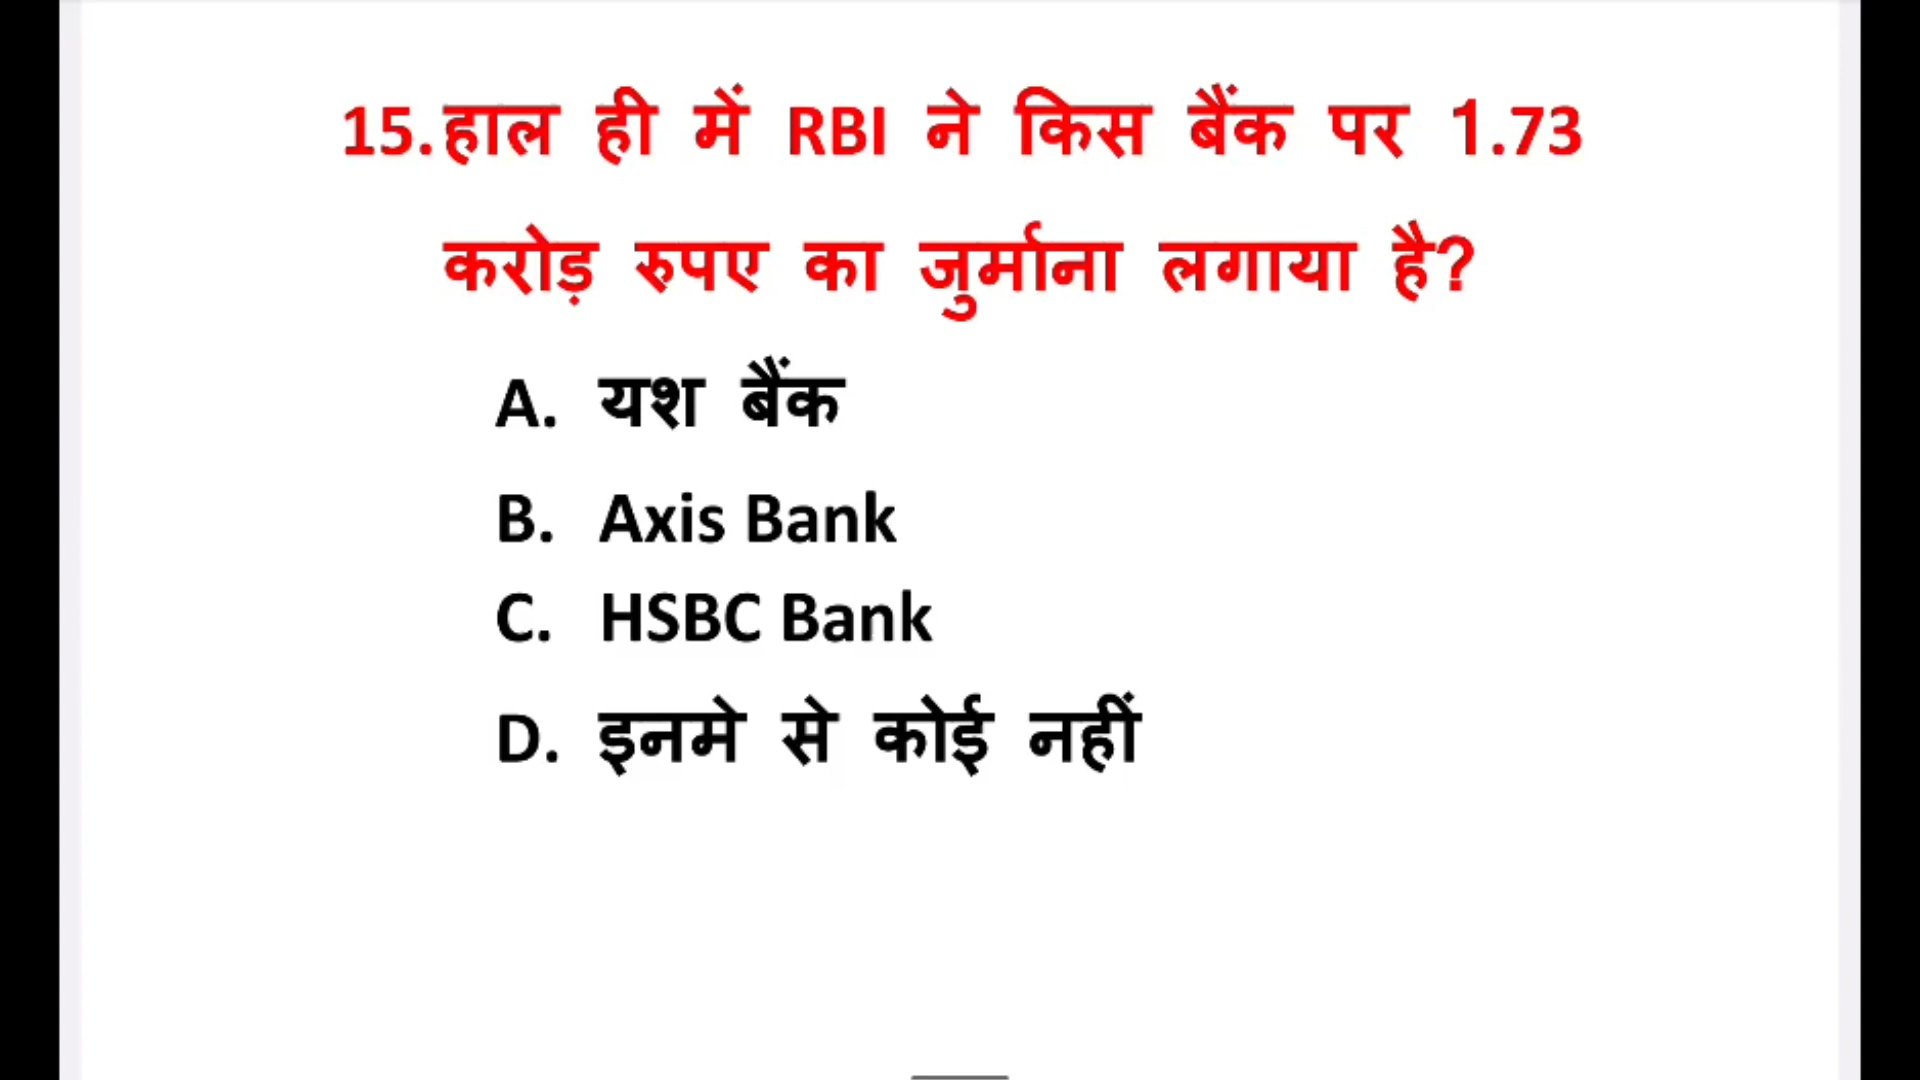 15. हाल ही में RBI ने किस बैंक पर 1.73
करोड़ रुपए का जुर्माना लगाया है?
A. यश बैंक
B. Axis Bank
C. HSBC Bank
D. इनमे से कोई नहीं